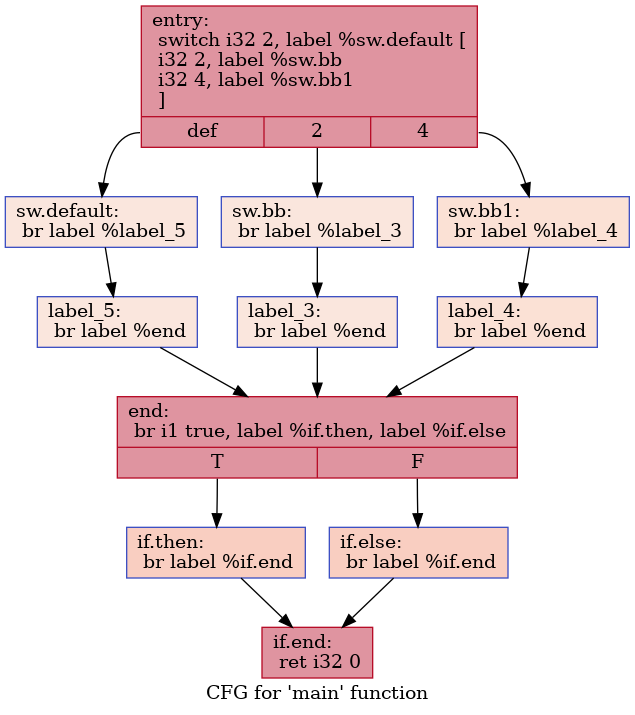 entry:
switch i32 2, label %sw.default [
i32 2, label %sw.bb
i32 4, label %sw.bb1
]
def 2 4
sw.default:
br label %label_5
sw.bb:
br label %label_3
sw.bb1:
br label %label_4
label_5:
br label %end
label_3:
br label %end
label_4:
br label %end
end:
br i1 true, label %if.then, label %if.else
T F
if.then:
br label %if.end
if.else:
br label %if.end
if.end:
ret i32 0
CFG for 'main' function